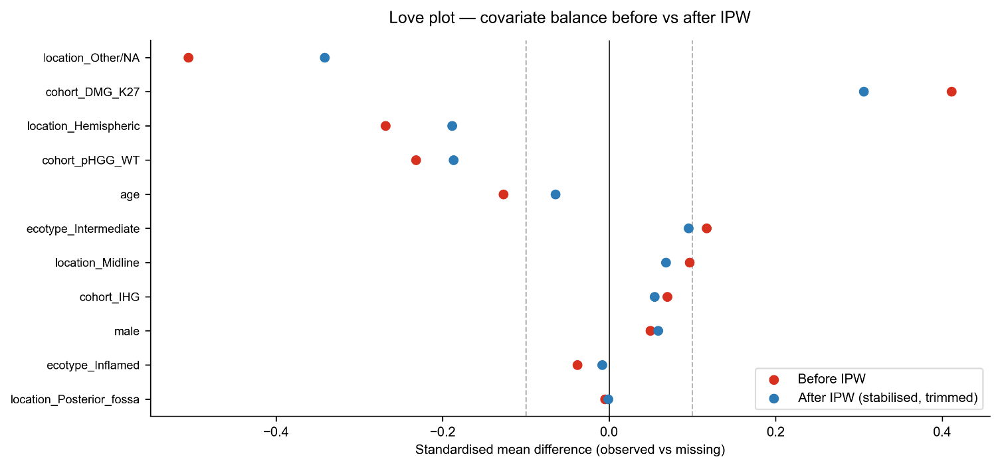 Love plot — covariate balance before vs after IPW
location_Other/NA
cohort_DMG_K27
location_Hemispheric
cohort_pHGG_WT
age
ecotype_Intermediate
location_Midline
cohort_IHG
male
ecotype_Inflamed
location_Posterior_fossa
Before IPW
After IPW (stabilised, trimmed)
−0.4 −0.2 0.0 0.2 0.4
Standardised mean difference (observed vs missing)